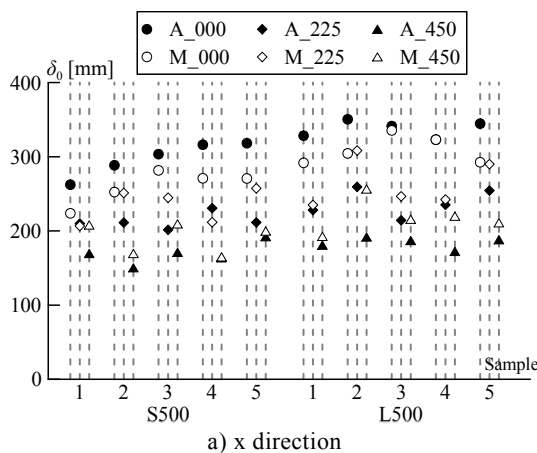 A_000 A_225 A_450
M_000 M_225 M_450
δ0 [mm]
400
300
200
100
0
Sample
1 2 3 4 5 1 2 3 4 5
S500 L500
a) x direction